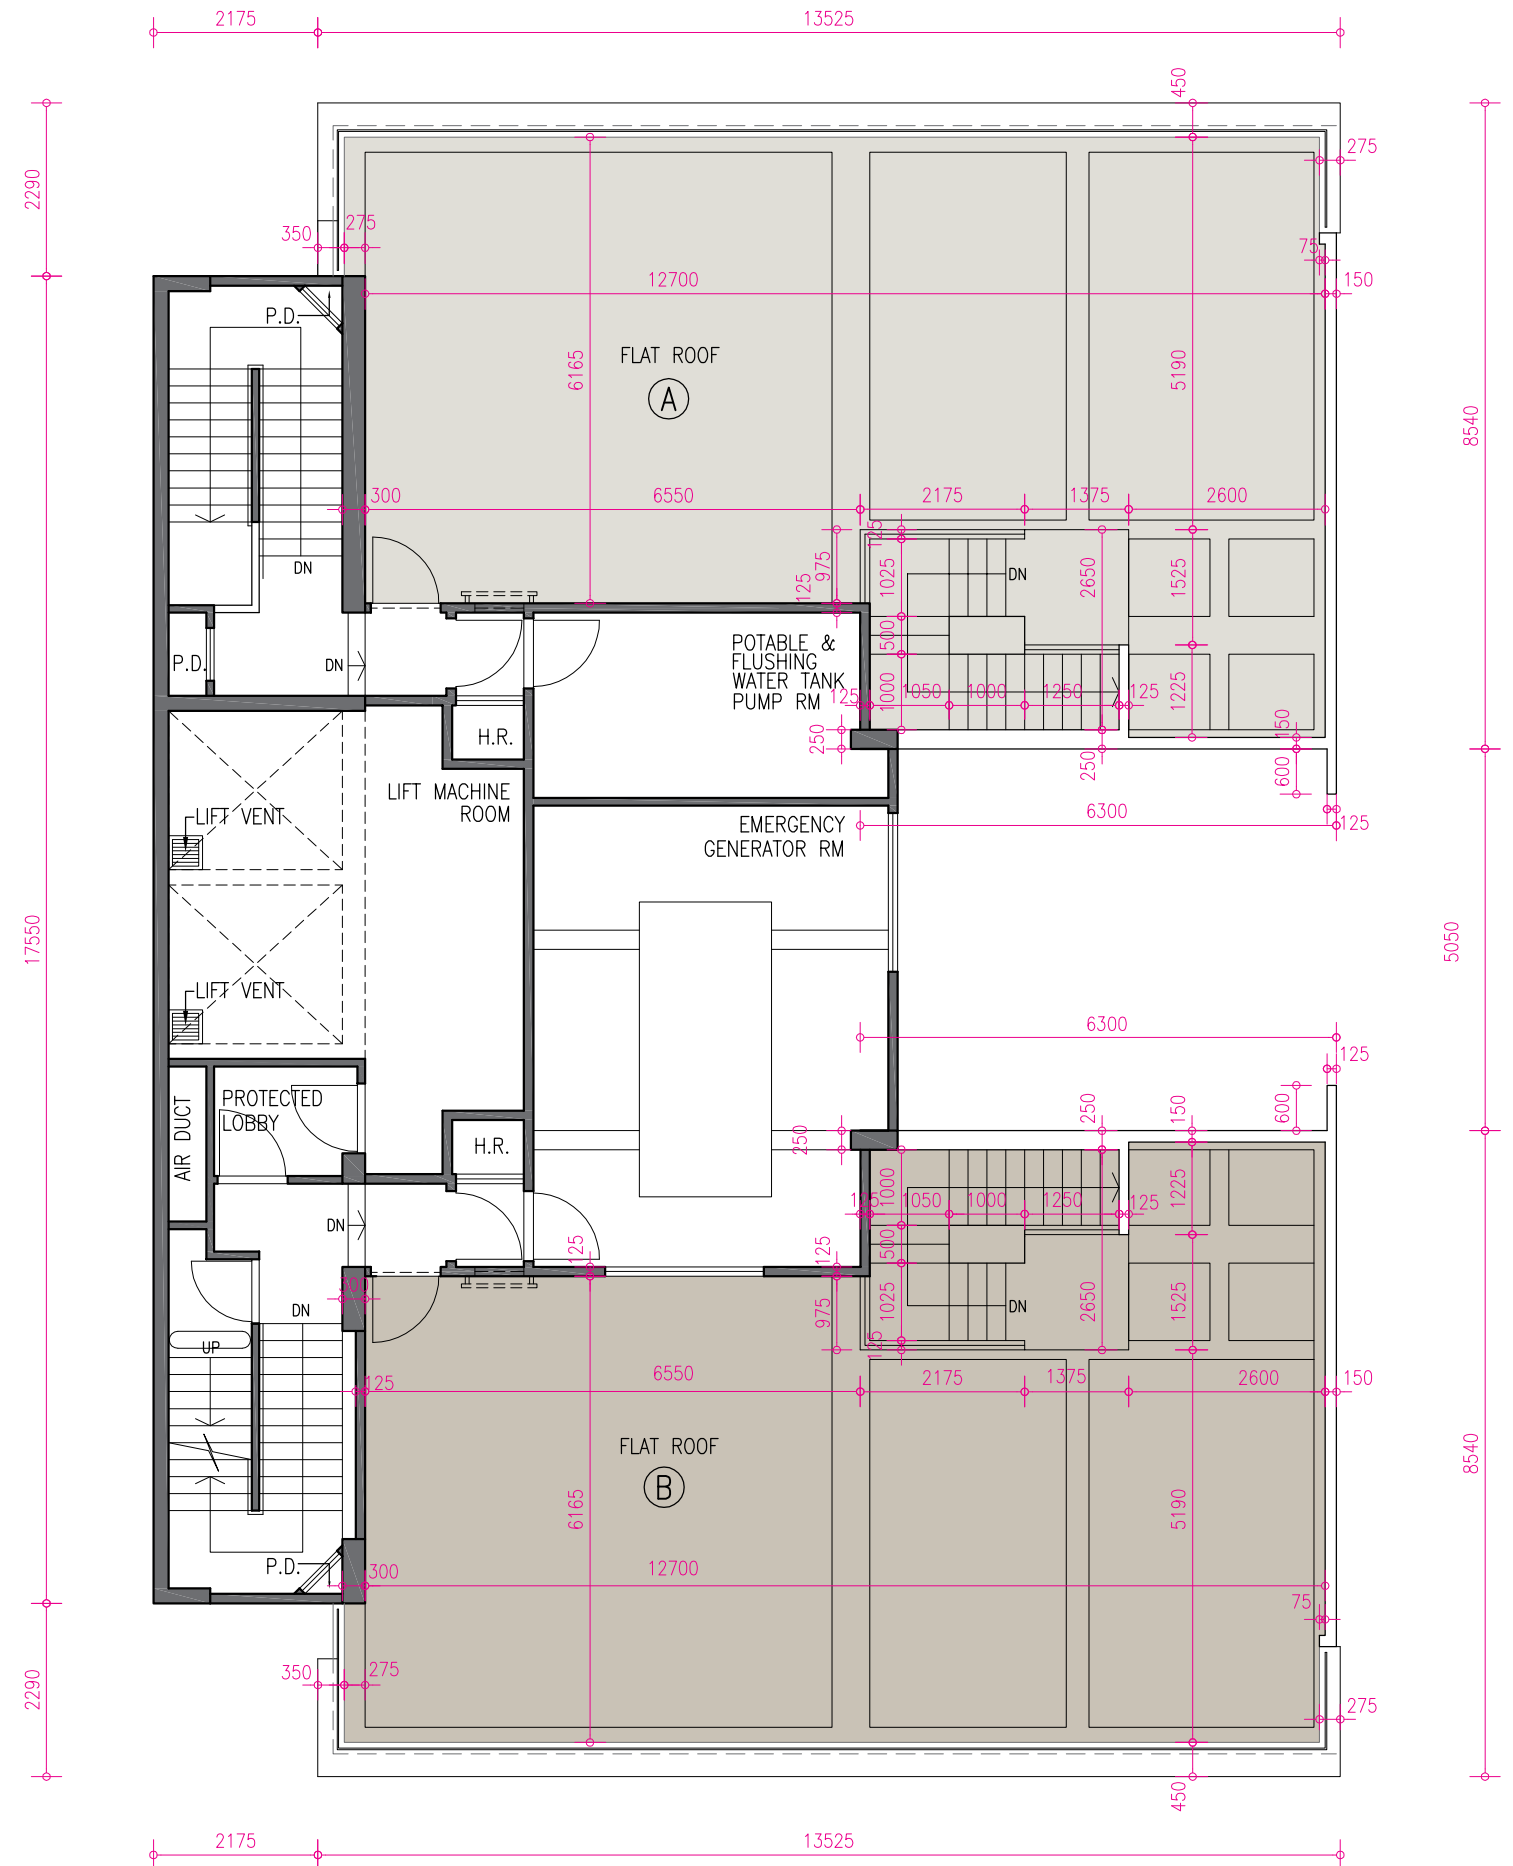 2175
13525
450
275
2290
275
350
75
12700
150
P.D.
FLAT ROOF
A
6165
5190
8540
300
6550
2175
1375
2600
125
975
1025
DN
2650
1525
DN
125
500
POTABLE &
FLUSHING
WATER TANK
PUMP RM
P.D.
DN
125
1000
1050
1000
1250
125
1225
H.R.
250
250
150
600
LIFT MACHINE
ROOM
6300
125
LIFT VENT
EMERGENCY
GENERATOR RM
17550
5050
LIFT VENT
6300
125
AIR DUCT
PROTECTED
LOBBY
H.R.
250
250
150
600
1000
1225
125
1050
1000
1250
125
DN
500
125
125
300
DN
975
1025
DN
2650
1525
UP
125
125
6550
2175
1375
2600
150
FLAT ROOF
B
6165
5190
8540
P.D.
300
12700
75
350
275
2290
275
450
2175
13525